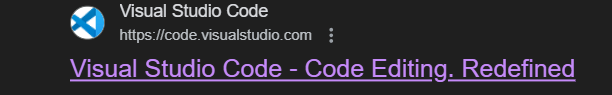 Visual Studio Code
https://code.visualstudio.com
Visual Studio Code - Code Editing. Redefined